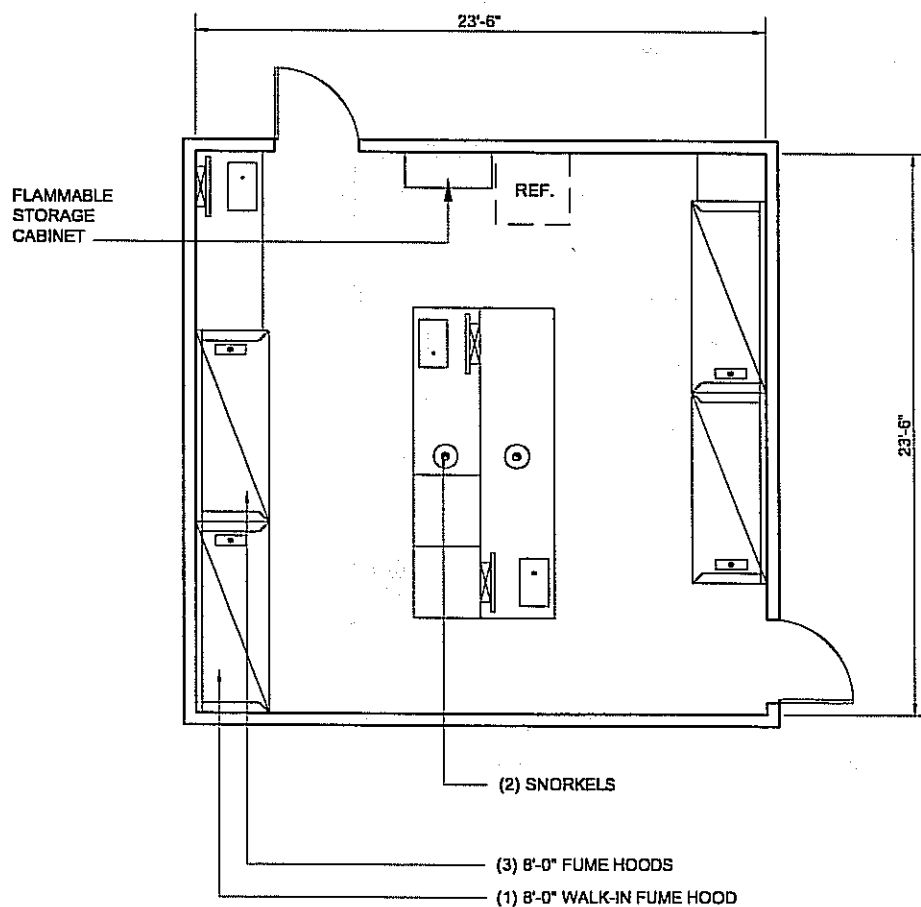 23'-6"
FLAMMABLE
STORAGE
CABINET
REF.
23'-6"
(2) SNORKELS
(3) 8'-0" FUME HOODS
(1) 8'-0" WALK-IN FUME HOOD